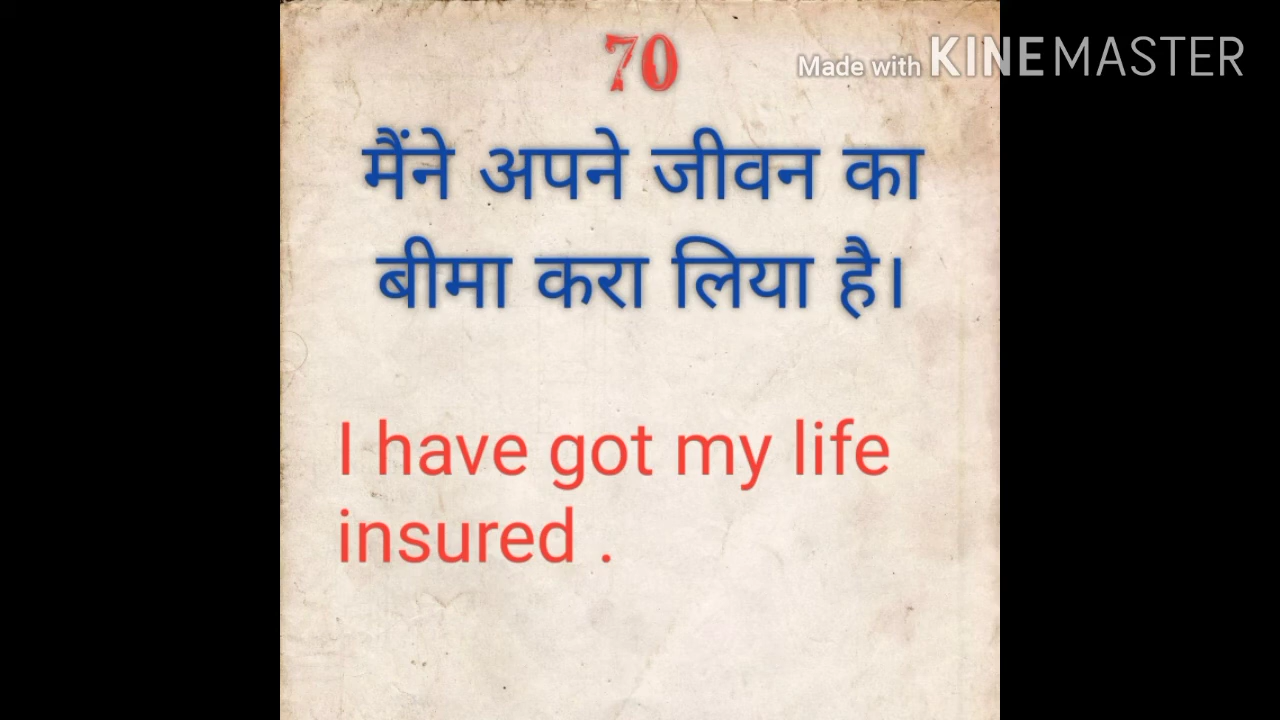 70
Made with KINEMASTER
मैंने अपने जीवन का
बीमा करा लिया है।
I have got my life
insured .